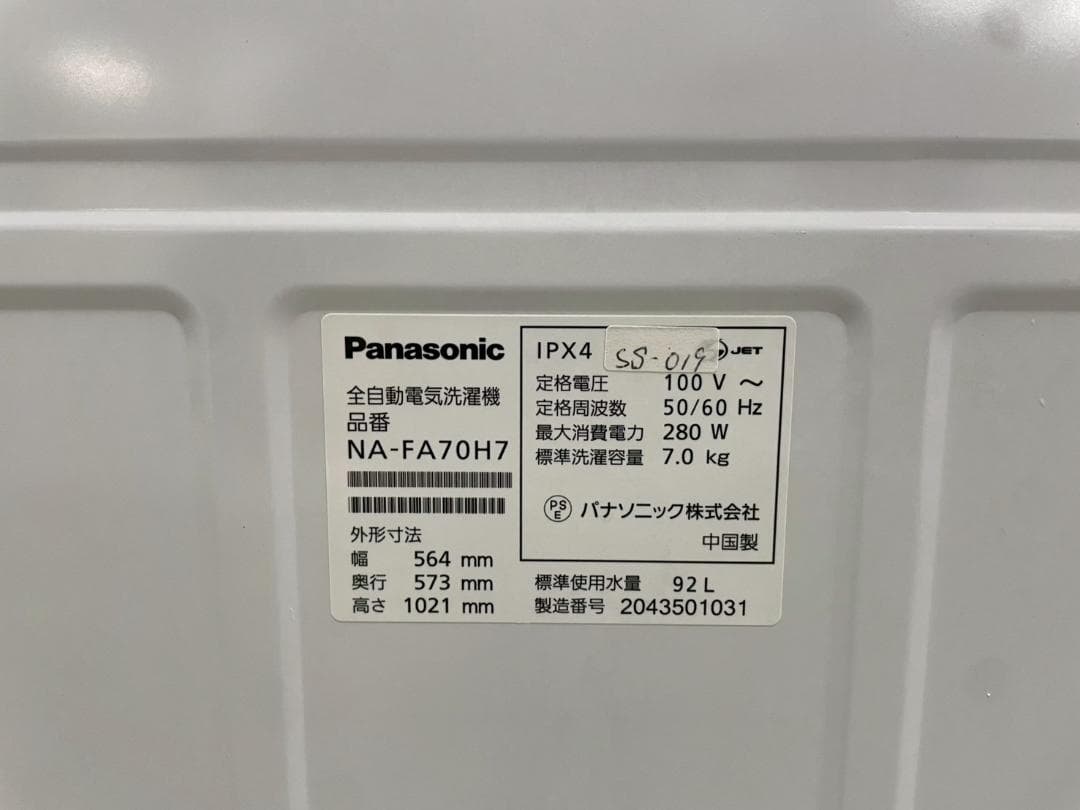 Panasonic
全自動電気洗濯機
品番
NA-FA70H7
外形寸法
幅 564 mm
奥行 573 mm
高さ 1021 mm
IPX4
SS-019
JET
定格電圧 100 V ～
定格周波数 50/60 Hz
最大消費電力 280 W
標準洗濯容量 7.0 kg
PS
E
パナソニック株式会社
中国製
標準使用水量 92 L
製造番号 2043501031